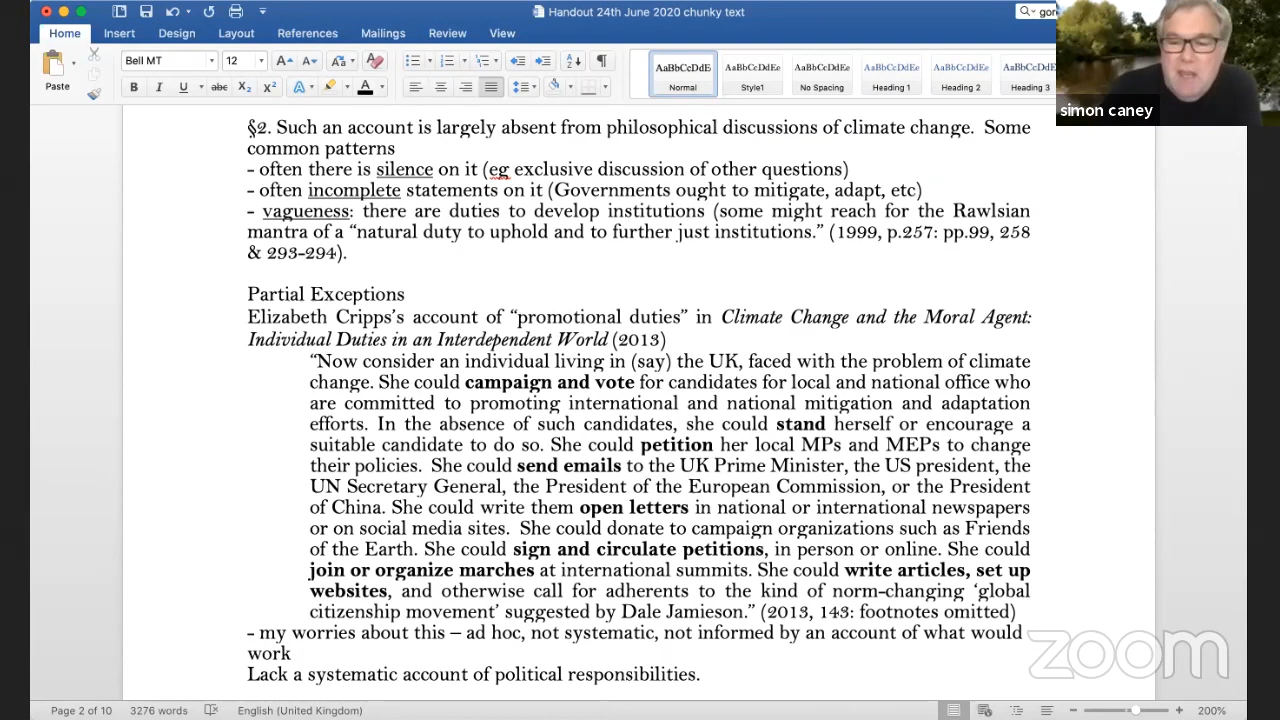 Handout 24th June 2020 chunky text
gor
Home Insert Design Layout References Mailings Review View
Paste
Bell MT 12
AaBbCcDdE AaBbCcDdEe AaBbCcDdEe AaBbCcDdEe AaBbCcDdEe AaBbCcDdEe
Normal Style1 No Spacing Heading 1 Heading 2 Heading 3
simon caney
§2. Such an account is largely absent from philosophical discussions of climate change. Some
common patterns
- often there is silence on it (eg exclusive discussion of other questions)
- often incomplete statements on it (Governments ought to mitigate, adapt, etc)
- vagueness: there are duties to develop institutions (some might reach for the Rawlsian
mantra of a “natural duty to uphold and to further just institutions.” (1999, p.257: pp.99, 258
& 293-294).
Partial Exceptions
Elizabeth Cripps’s account of “promotional duties” in Climate Change and the Moral Agent:
Individual Duties in an Interdependent World (2013)
“Now consider an individual living in (say) the UK, faced with the problem of climate
change. She could campaign and vote for candidates for local and national office who
are committed to promoting international and national mitigation and adaptation
efforts. In the absence of such candidates, she could stand herself or encourage a
suitable candidate to do so. She could petition her local MPs and MEPs to change
their policies. She could send emails to the UK Prime Minister, the US president, the
UN Secretary General, the President of the European Commission, or the President
of China. She could write them open letters in national or international newspapers
or on social media sites. She could donate to campaign organizations such as Friends
of the Earth. She could sign and circulate petitions, in person or online. She could
join or organize marches at international summits. She could write articles, set up
websites, and otherwise call for adherents to the kind of norm-changing ‘global
citizenship movement’ suggested by Dale Jamieson.” (2013, 143: footnotes omitted)
- my worries about this – ad hoc, not systematic, not informed by an account of what would
work
Lack a systematic account of political responsibilities.
zoom
Page 2 of 10 3276 words English (United Kingdom) 200%